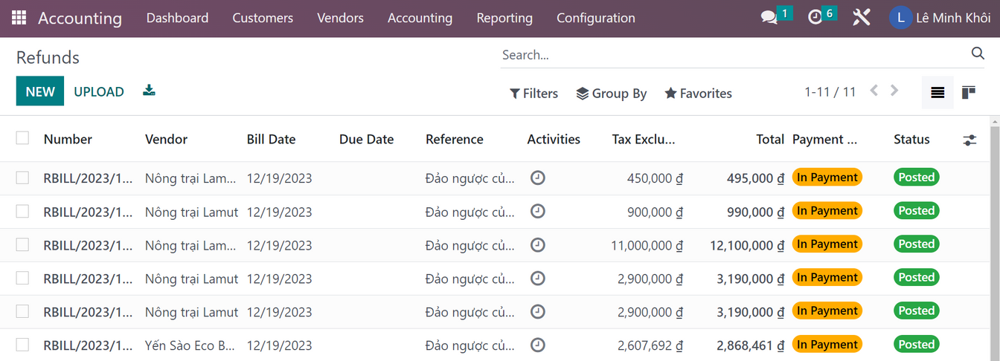 Accounting Dashboard Customers Vendors Accounting Reporting Configuration 1 6 L Lê Minh Khôi
Refunds Search...
NEW UPLOAD Filters Group By Favorites 1-11 / 11
Number Vendor Bill Date Due Date Reference Activities Tax Exclu... Total Payment ... Status
RBILL/2023/1... Nông trại Lam... 12/19/2023 Đảo ngược củ... 450,000 ₫ 495,000 ₫ In Payment Posted
RBILL/2023/1... Nông trại Lamut 12/19/2023 Đảo ngược củ... 900,000 ₫ 990,000 ₫ In Payment Posted
RBILL/2023/1... Nông trại Lam... 12/19/2023 Đảo ngược củ... 11,000,000 ₫ 12,100,000 ₫ In Payment Posted
RBILL/2023/1... Nông trại Lamut 12/19/2023 Đảo ngược củ... 2,900,000 ₫ 3,190,000 ₫ In Payment Posted
RBILL/2023/1... Nông trại Lamut 12/19/2023 Đảo ngược củ... 2,900,000 ₫ 3,190,000 ₫ In Payment Posted
RBILL/2023/1... Yến Sào Eco B... 12/19/2023 Đảo ngược củ... 2,607,692 ₫ 2,868,461 ₫ In Payment Posted